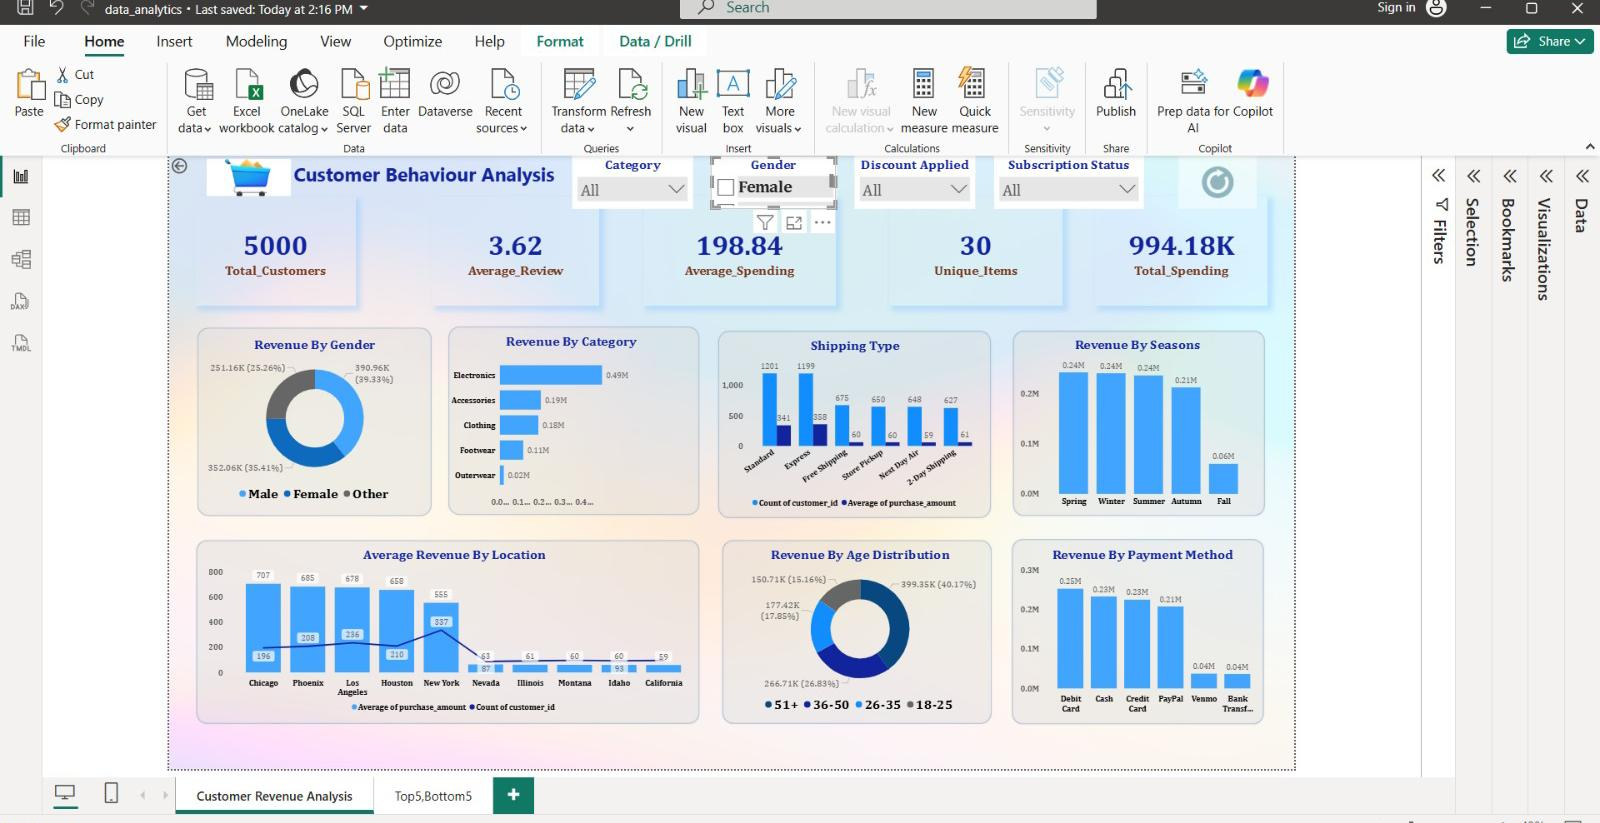 data_analytics • Last saved: Today at 2:16 PM
Search
Sign in
File Home Insert Modeling View Optimize Help Format Data / Drill
Share
Paste
Cut
Copy
Format painter
Clipboard
Get data
Excel workbook
OneLake catalog
SQL Server
Enter data
Dataverse
Recent sources
Data
Transform data
Refresh
Queries
New visual
Text box
More visuals
Insert
New visual calculation
New measure
Quick measure
Calculations
Sensitivity
Sensitivity
Publish
Share
Prep data for AI
Copilot
Copilot
DAX
TMDL
Customer Behaviour Analysis
Category
All
Gender
Female
Discount Applied
All
Subscription Status
All
5000
Total_Customers
3.62
Average_Review
198.84
Average_Spending
30
Unique_Items
994.18K
Total_Spending
Revenue By Gender
251.16K (25.26%)
390.96K
(39.33%)
352.06K (35.41%)
Male Female Other
Revenue By Category
Electronics 0.49M
Accessories 0.19M
Clothing 0.18M
Footwear 0.11M
Outerwear 0.02M
0.0... 0.1... 0.2... 0.3... 0.4...
Shipping Type
1201 1199
1,000
675 650 648 627
500
341 358
60 60 59 61
0
Standard Express Free Shipping Store Pickup Next Day Air 2-Day Shipping
Count of customer_id Average of purchase_amount
Revenue By Seasons
0.24M 0.24M 0.24M 0.21M
0.2M
0.1M
0.06M
0.0M
Spring Winter Summer Autumn Fall
Average Revenue By Location
800
707 685 678 658
600
555
400
337
200
196 208 236 210
63 61 60 60 59
87 93
0
Chicago Phoenix Los Angeles Houston New York Nevada Illinois Montana Idaho California
Average of purchase_amount Count of customer_id
Revenue By Age Distribution
150.71K (15.16%)
399.35K (40.17%)
177.42K
(17.85%)
266.71K (26.83%)
51+ 36-50 26-35 18-25
Revenue By Payment Method
0.3M
0.25M 0.23M 0.23M 0.21M
0.2M
0.1M
0.04M 0.04M
0.0M
Debit Card Cash Credit Card PayPal Venmo Bank Transf...
Filters
Selection
Bookmarks
Visualizations
Data
Customer Revenue Analysis
Top5,Bottom5
+